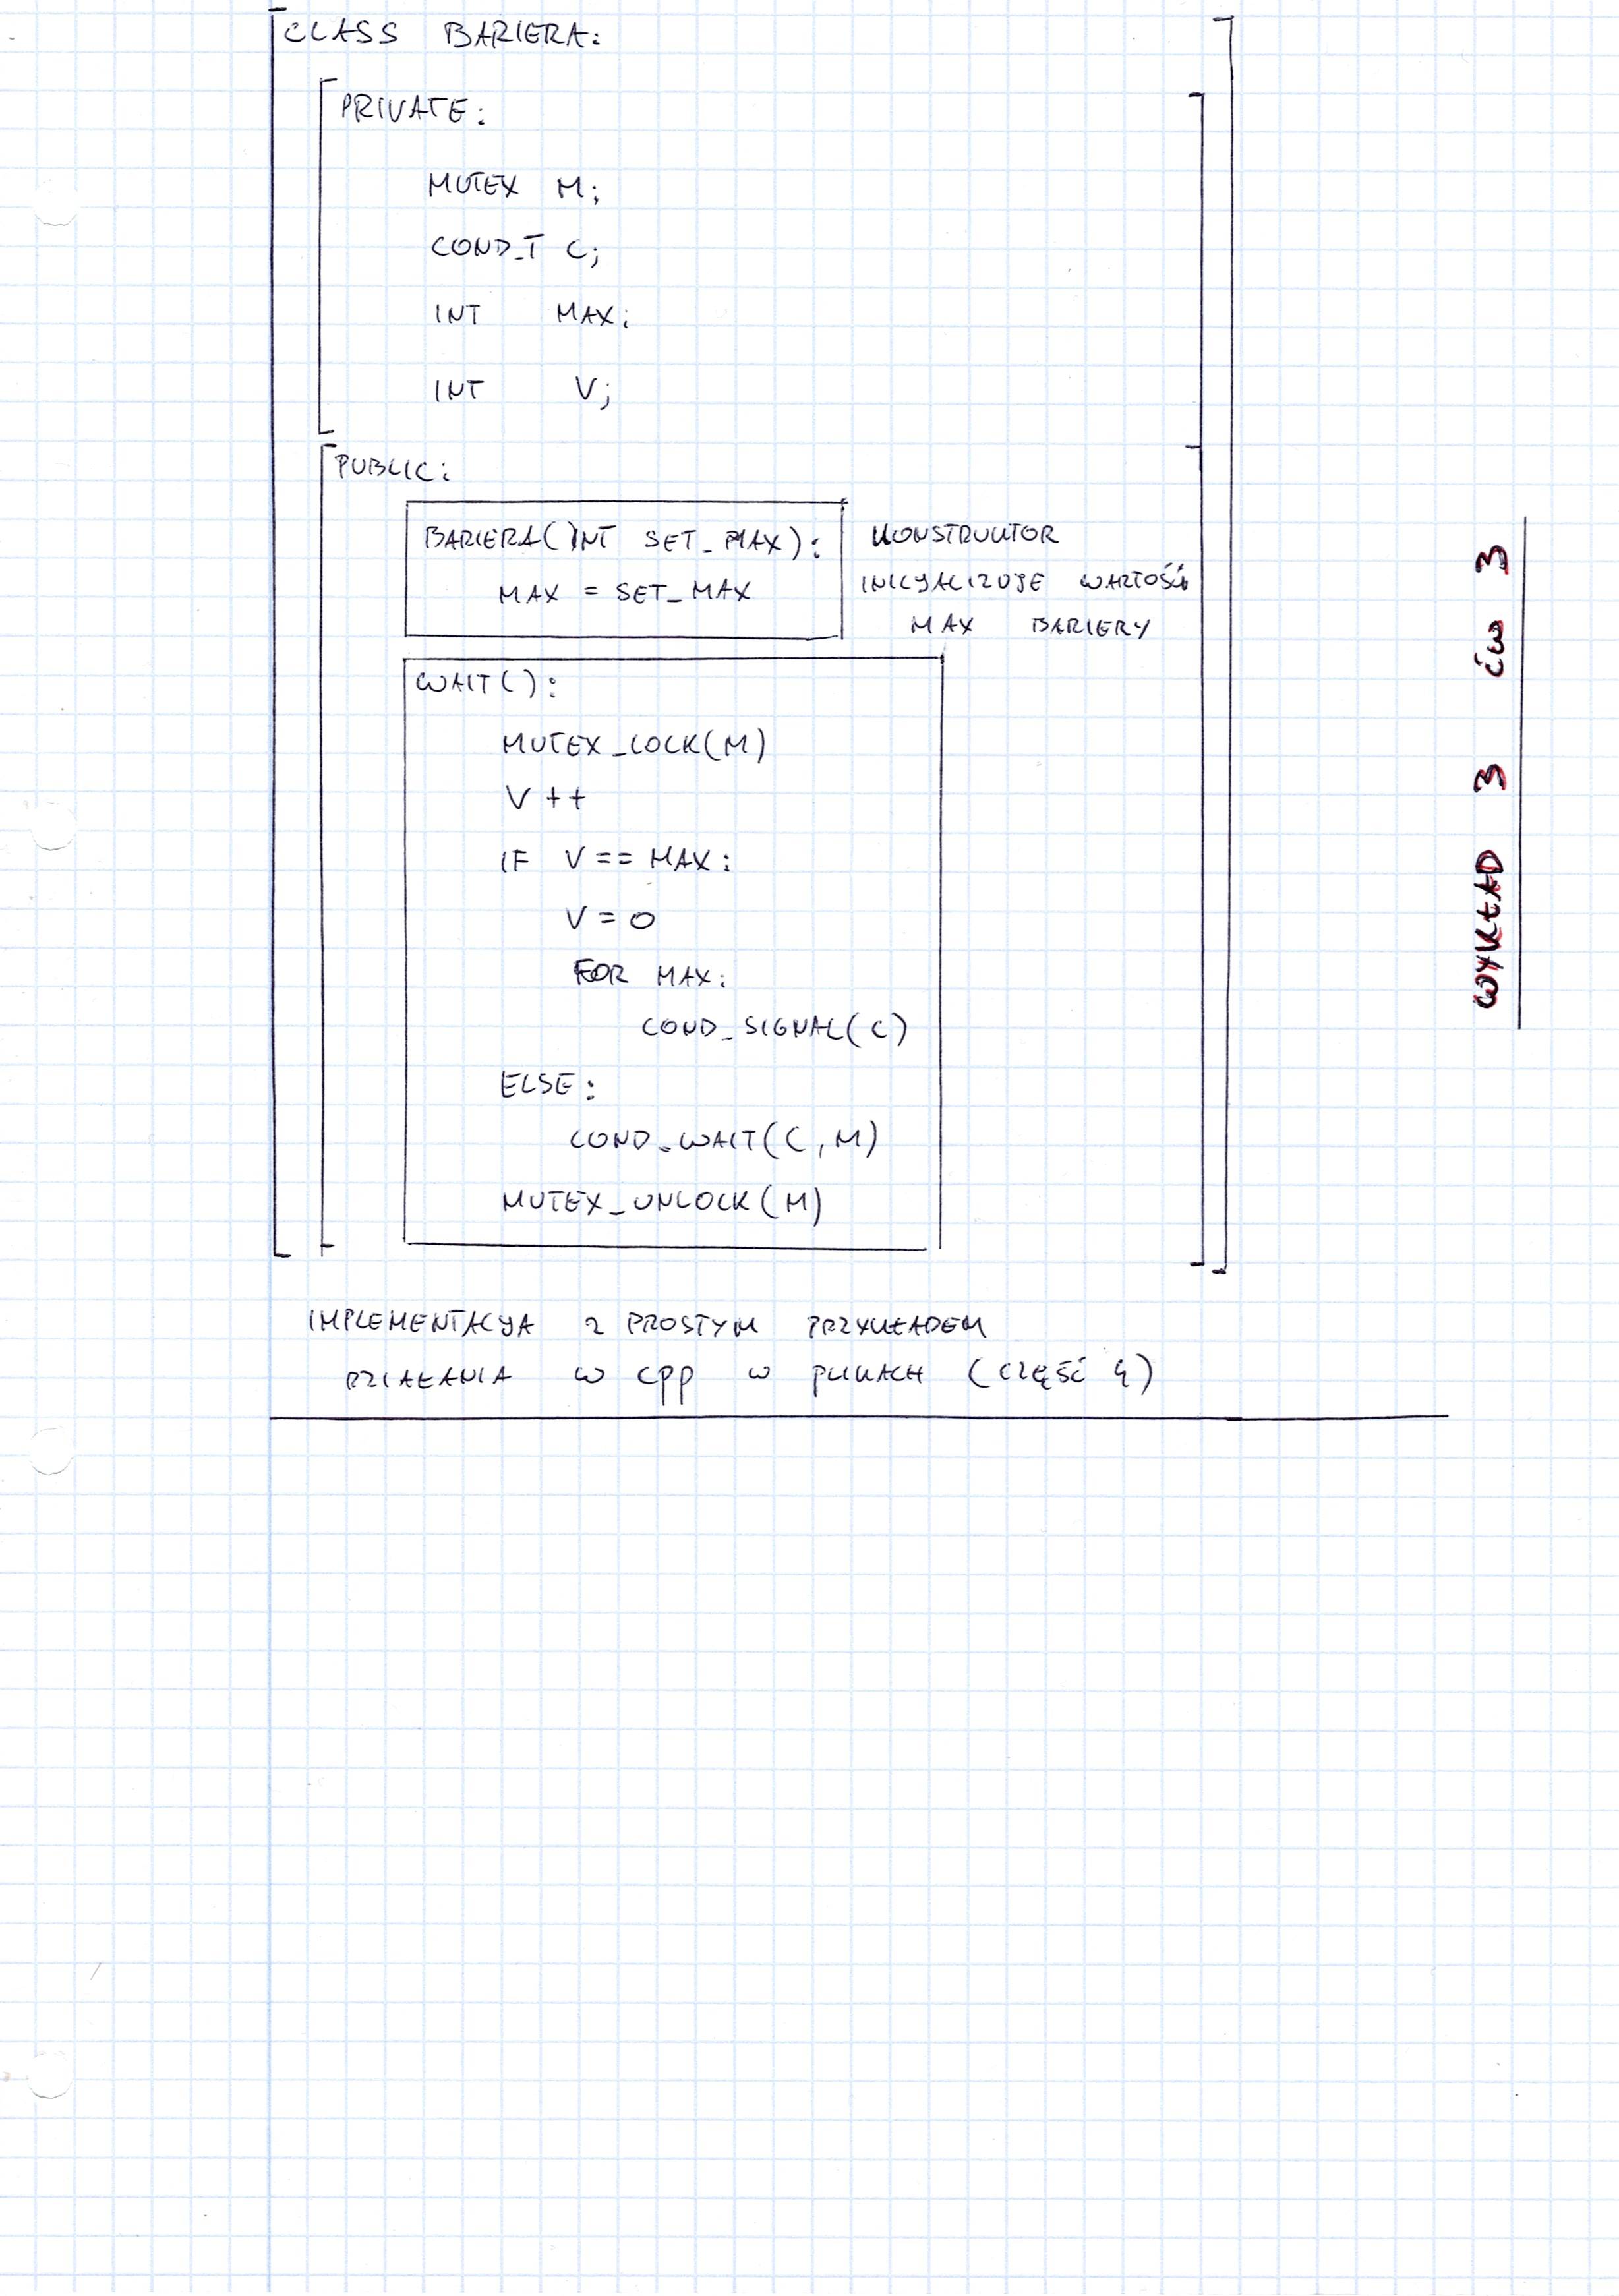 CLASS BARIERA:
PRIVATE:
MUTEX M;
COND_T C;
INT MAX;
INT V;
PUBLIC:
BARIERA(INT SET_MAX):
MAX = SET_MAX
KONSTRUKTOR
INICJALIZUJE WARTOŚĆ
MAX BARIERY
WAIT():
MUTEX_LOCK(M)
V++
IF V == MAX:
V = 0
FOR MAX:
COND_SIGNAL(C)
ELSE:
COND_WAIT(C, M)
MUTEX_UNLOCK(M)
IMPLEMENTACJA Z PROSTYM PRZYKŁADEM
DZIAŁANIA W CPP W PLIKACH (CZĘŚĆ 4)
WYKŁAD 3 ĆW 3